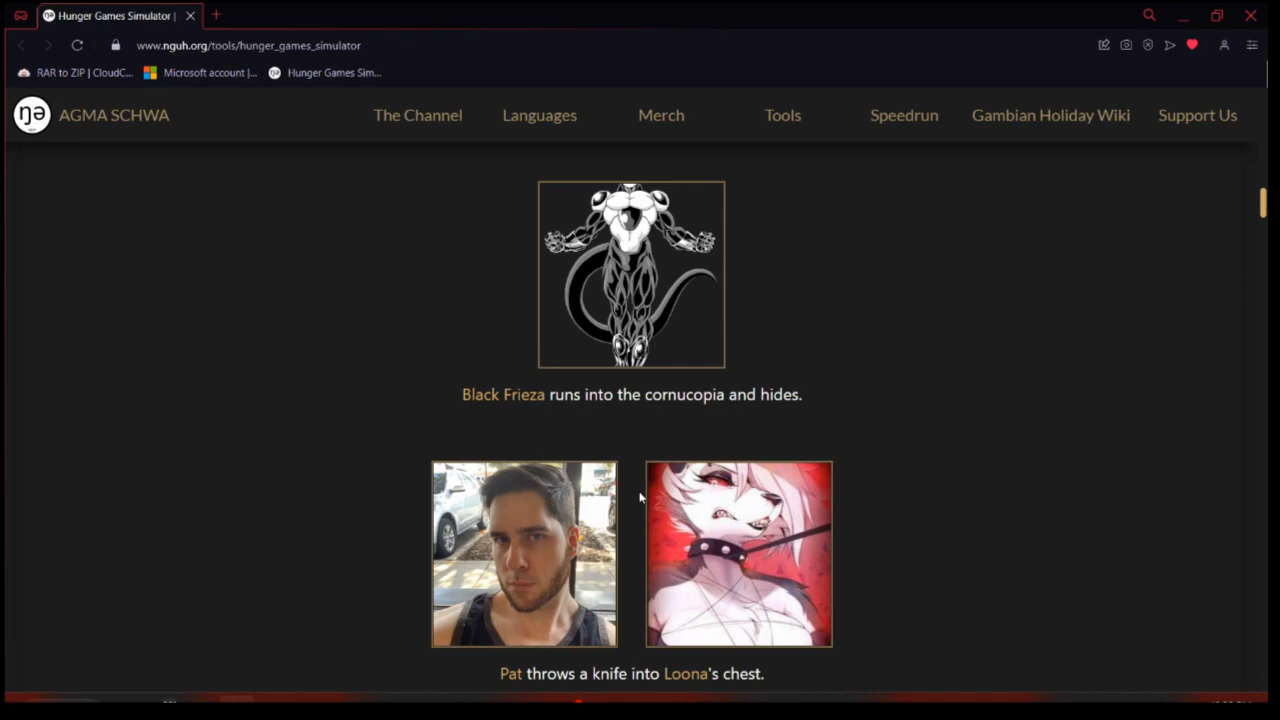 Hunger Games Simulator |
www.nguh.org/tools/hunger_games_simulator
RAR to ZIP | CloudC... Microsoft account |... Hunger Games Sim...
ŋə AGMA SCHWA The Channel Languages Merch Tools Speedrun Gambian Holiday Wiki Support Us
Black Frieza runs into the cornucopia and hides.
Pat throws a knife into Loona's chest.